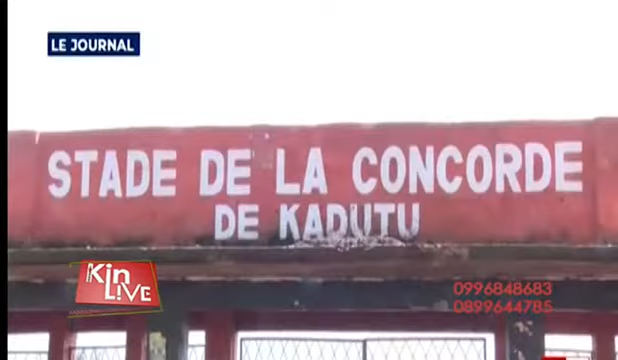 LE JOURNAL
STADE DE LA CONCORDE
DE KADUTU
Kin
LIVE
0996848683
0899644785